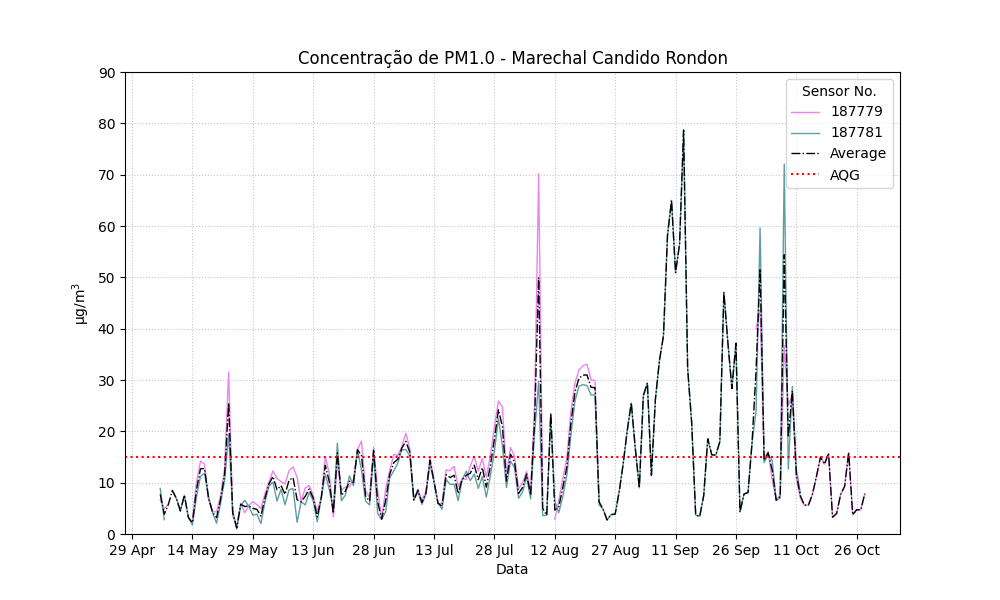 Concentração de PM1.0 - Marechal Candido Rondon
90
80
70
60
50
40
30
20
10
0
µg/m³
Sensor No.
187779
187781
Average
AQG
29 Apr 14 May 29 May 13 Jun 28 Jun 13 Jul 28 Jul 12 Aug 27 Aug 11 Sep 26 Sep 11 Oct 26 Oct
Data